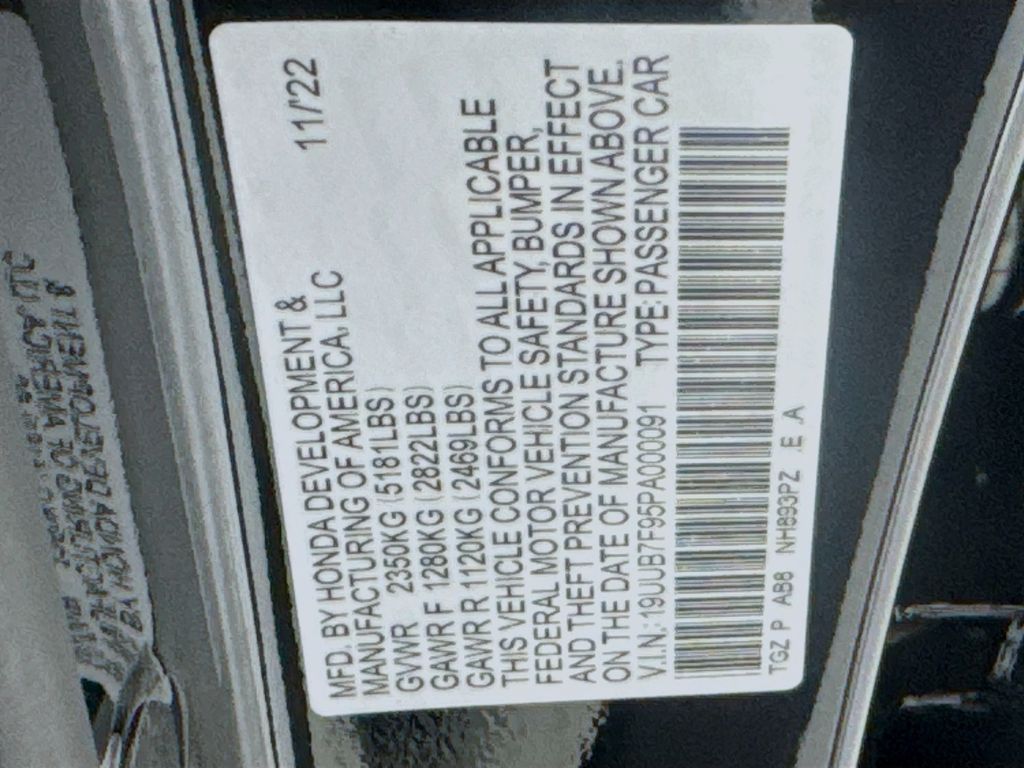 MFD. BY HONDA DEVELOPMENT &
MANUFACTURING OF AMERICA, LLC 11/'22
GVWR 2350KG (5181LBS)
GAWR F 1280KG (2822LBS)
GAWR R 1120KG (2469LBS)
THIS VEHICLE CONFORMS TO ALL APPLICABLE
FEDERAL MOTOR VEHICLE SAFETY, BUMPER,
AND THEFT PREVENTION STANDARDS IN EFFECT
ON THE DATE OF MANUFACTURE SHOWN ABOVE.
V.I.N.: 19UUB7F95PA000091 TYPE: PASSENGER CAR
TGZ P AB8 NH893PZ .E .A